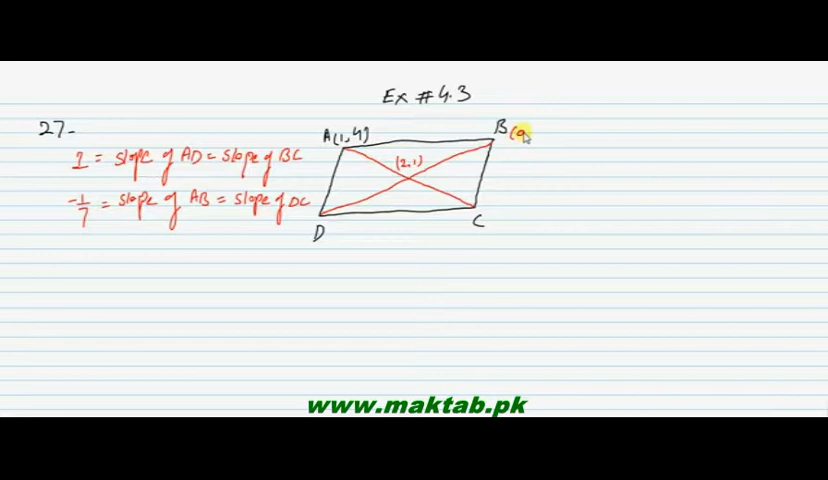 Ex # 4.3
27-
A(1,4)
B(a
1 = slope of AD = slope of BC
(2,1)
-1/7 = slope of AB = slope of DC
D
C
www.maktab.pk